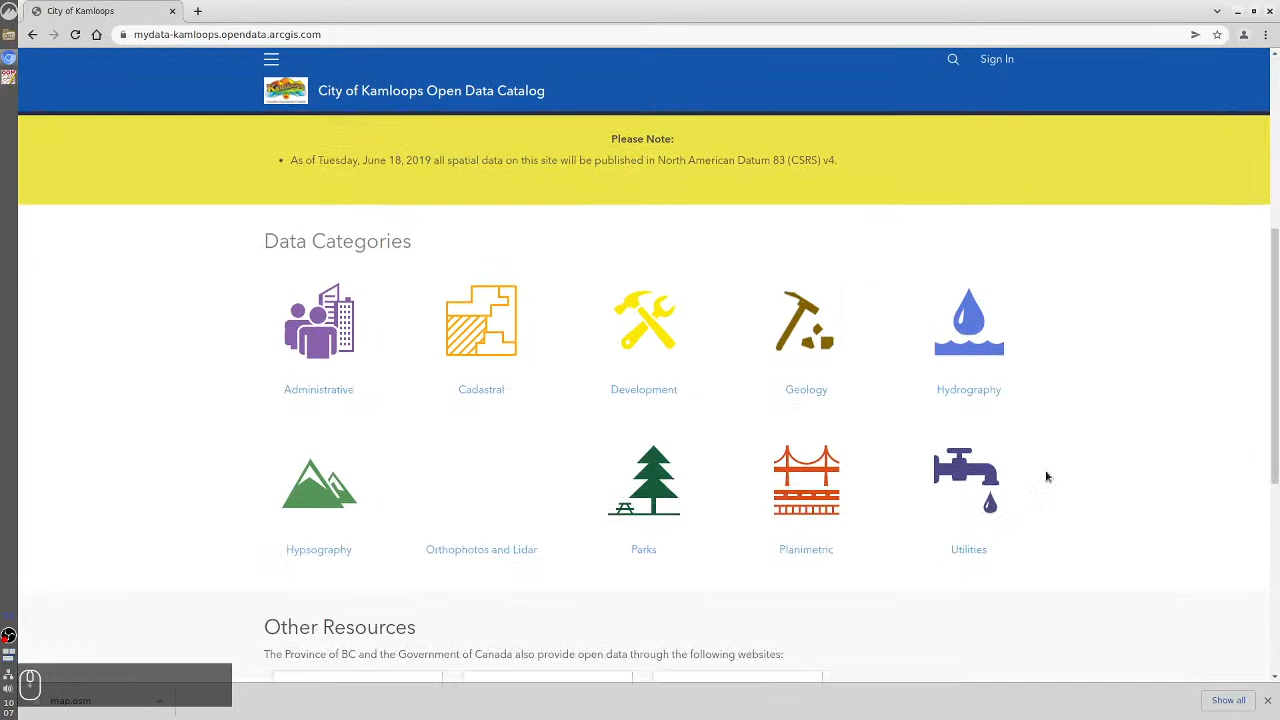 City of Kamloops
mydata-kamloops.opendata.arcgis.com
Sign In
City of Kamloops Open Data Catalog
Please Note:
• As of Tuesday, June 18, 2019 all spatial data on this site will be published in North American Datum 83 (CSRS) v4.
Data Categories
Administrative
Cadastral
Development
Geology
Hydrography
Hypsography
Orthophotos and Lidar
Parks
Planimetric
Utilities
Other Resources
The Province of BC and the Government of Canada also provide open data through the following websites:
map.osm
Show all
10
07